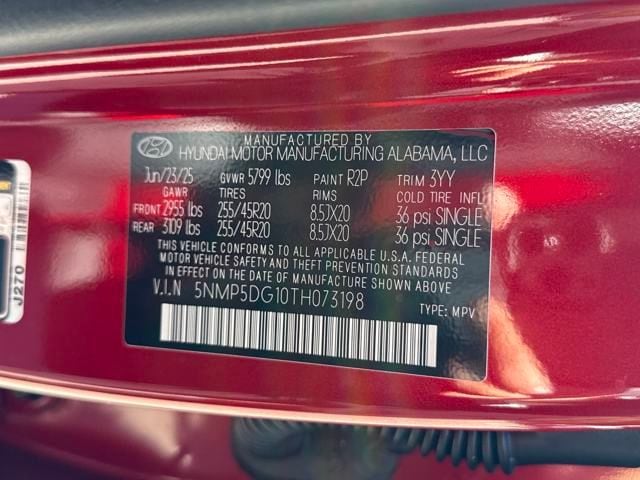 MANUFACTURED BY
HYUNDAI MOTOR MANUFACTURING ALABAMA, LLC
Jun/23/25 GVWR 5799 lbs PAINT R2P TRIM 3YY
GAWR TIRES RIMS COLD TIRE INFL
FRONT 2955 lbs 255/45R20 8.5JX20 36 psi SINGLE
REAR 3109 lbs 255/45R20 8.5JX20 36 psi SINGLE
THIS VEHICLE CONFORMS TO ALL APPLICABLE U.S.A FEDERAL
MOTOR VEHICLE SAFETY AND THEFT PREVENTION STANDARDS
IN EFFECT ON THE DATE OF MANUFACTURE SHOWN ABOVE
V.I.N 5NMP5DG10TH073198
TYPE: MPV
J270